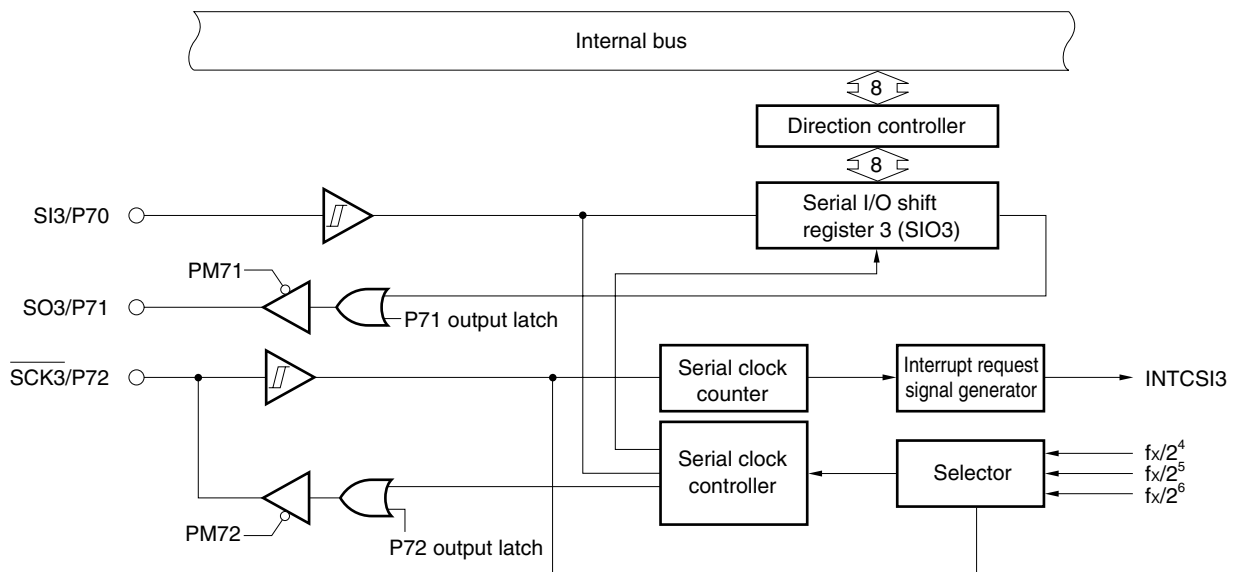 Internal bus
8
Direction controller
8
SI3/P70
Serial I/O shift
register 3 (SIO3)
PM71
SO3/P71
P71 output latch
SCK3/P72
Serial clock
counter
Interrupt request
signal generator
INTCSI3
Serial clock
controller
Selector
fx/2⁴
fx/2⁵
fx/2⁶
PM72
P72 output latch